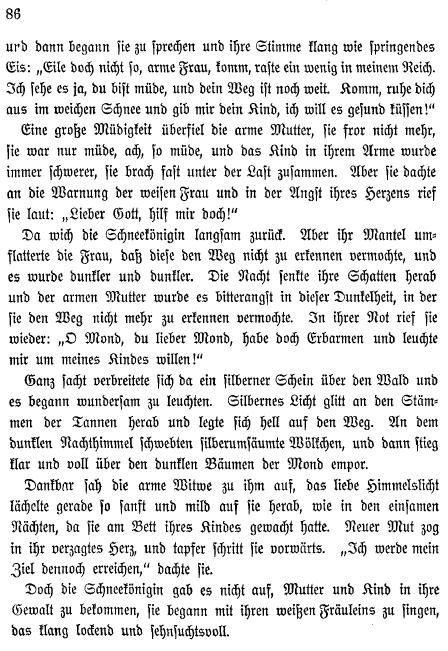 86
und dann begann sie zu sprechen und ihre Stimme klang wie springendes
Eis: „Eile doch nicht so, arme Frau, komm, raste ein wenig in meinem Reich.
Ich sehe es ja, du bist müde, und dein Weg ist noch weit. Komm, ruhe dich
aus im weichen Schnee und gib mir dein Kind, ich will es gesund küssen!“
Eine große Müdigkeit überfiel die arme Mutter, sie fror nicht mehr,
sie war nur müde, ach, so müde, und das Kind in ihrem Arme wurde
immer schwerer, sie brach fast unter der Last zusammen. Aber sie dachte
an die Warnung der weisen Frau und in der Angst ihres Herzens rief
sie laut: „Lieber Gott, hilf mir doch!“
Da wich die Schneekönigin langsam zurück. Aber ihr Mantel um-
flatterte die Frau, daß diese den Weg nicht zu erkennen vermochte, und
es wurde dunkler und dunkler. Die Nacht senkte ihre Schatten herab
und der armen Mutter wurde es bitterangst in dieser Dunkelheit, in der
sie den Weg nicht mehr zu erkennen vermochte. In ihrer Not rief sie
wieder: „O Mond, du lieber Mond, habe doch Erbarmen und leuchte
mir um meines Kindes willen!“
Ganz sacht verbreitete sich da ein silberner Schein über den Wald und
es begann wundersam zu leuchten. Silbernes Licht glitt an den Stäm-
men der Tannen herab und legte sich hell auf den Weg. An dem
dunklen Nachthimmel schwebten silberumsäumte Wölkchen, und dann stieg
klar und voll über den dunklen Bäumen der Mond empor.
Dankbar sah die arme Witwe zu ihm auf, das liebe Himmelslicht
lächelte gerade so sanft und mild auf sie herab, wie in den einsamen
Nächten, da sie am Bett ihres Kindes gewacht hatte. Neuer Mut zog
in ihr verzagtes Herz, und tapfer schritt sie vorwärts. „Ich werde mein
Ziel dennoch erreichen,“ dachte sie.
Doch die Schneekönigin gab es nicht auf, Mutter und Kind in ihre
Gewalt zu bekommen, sie begann mit ihren weißen Fräuleins zu singen,
das klang lockend und sehnsuchtsvoll.